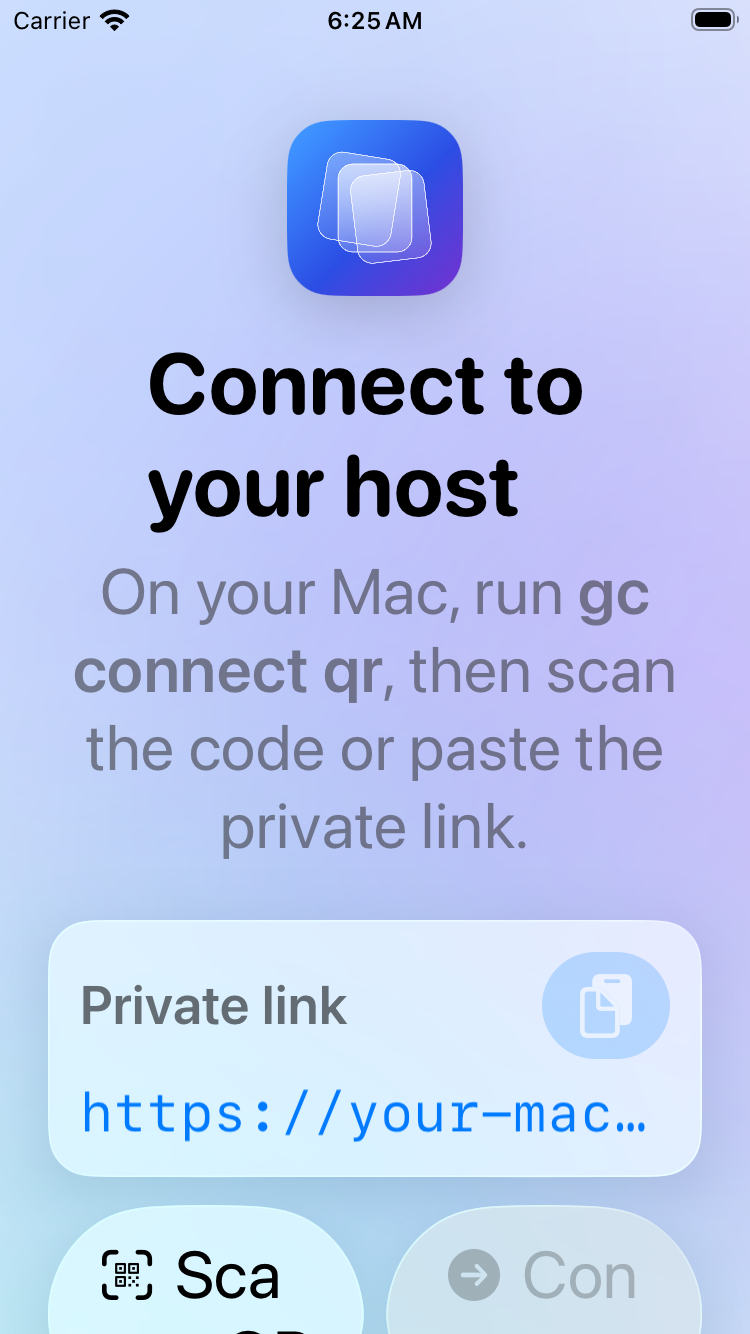 Carrier 6:25 AM
Connect to
your host
On your Mac, run gc
connect qr, then scan
the code or paste the
private link.
Private link
https://your-mac…
Sca Con